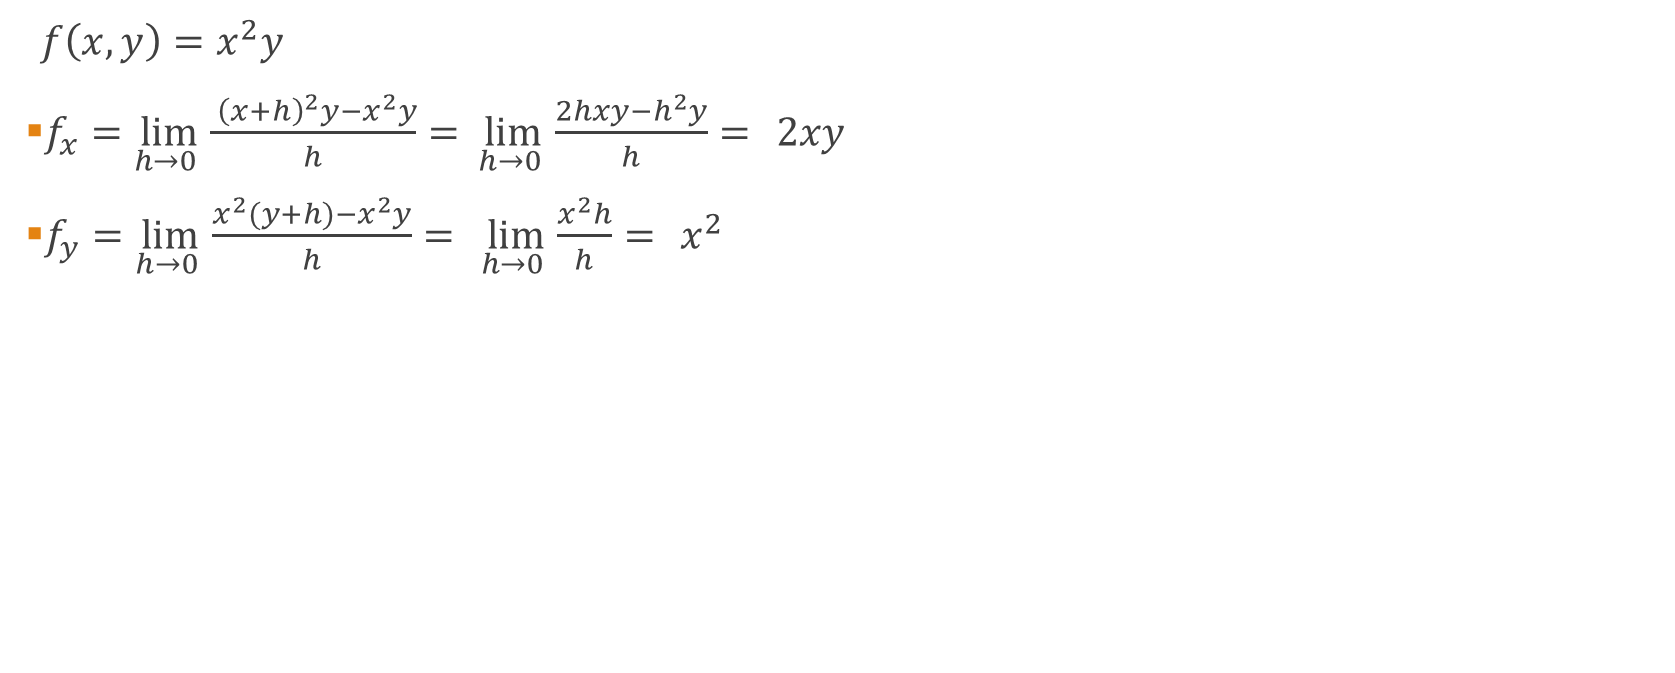 f(x, y) = x²y
▪ fₓ = lim_{h→0} ((x+h)²y−x²y)/h = lim_{h→0} (2hxy−h²y)/h = 2xy
▪ f_y = lim_{h→0} (x²(y+h)−x²y)/h = lim_{h→0} (x²h)/h = x²